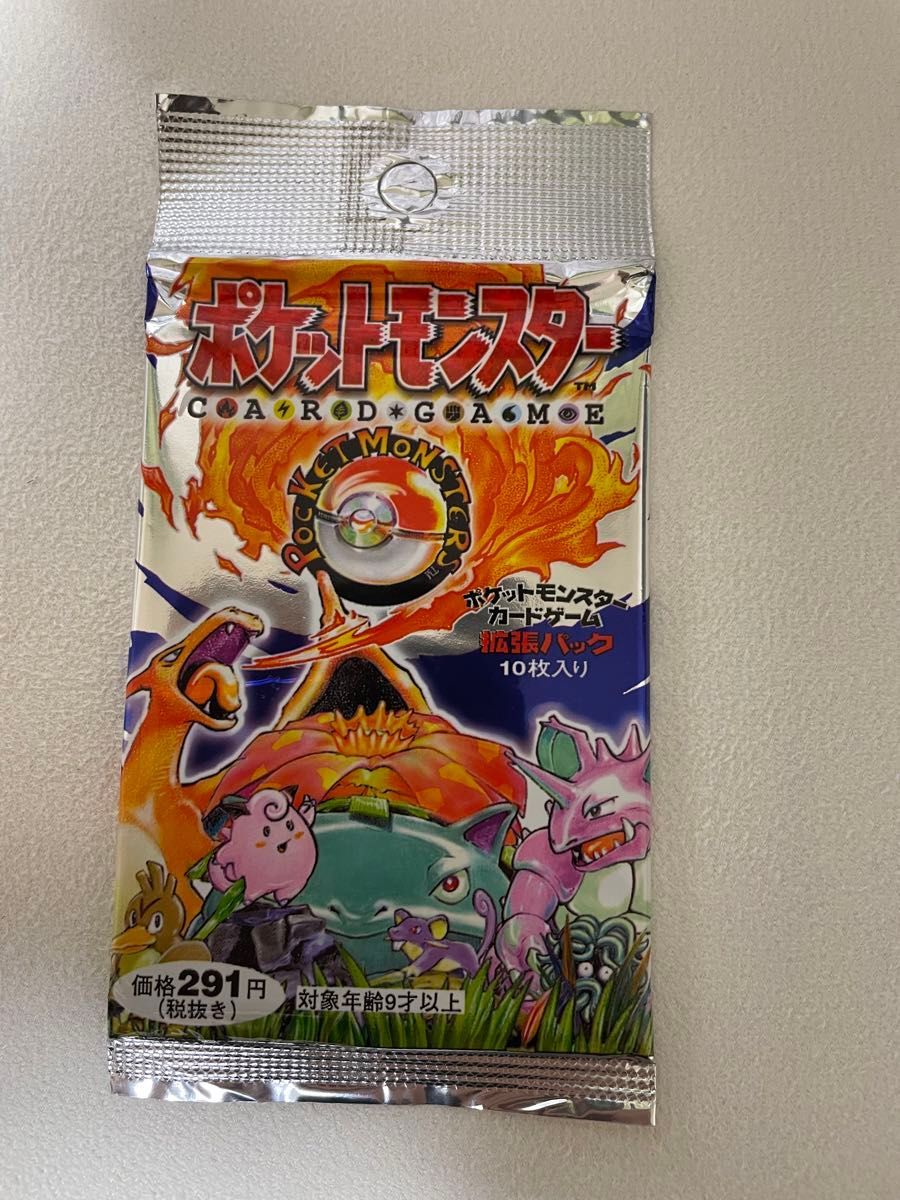 ポケットモンスター
TM
CARD GAME
POCKET MONSTERS
TM
ポケットモンスター
カードゲーム
拡張パック
10枚入り
価格291円
(税抜き)
対象年齢9才以上